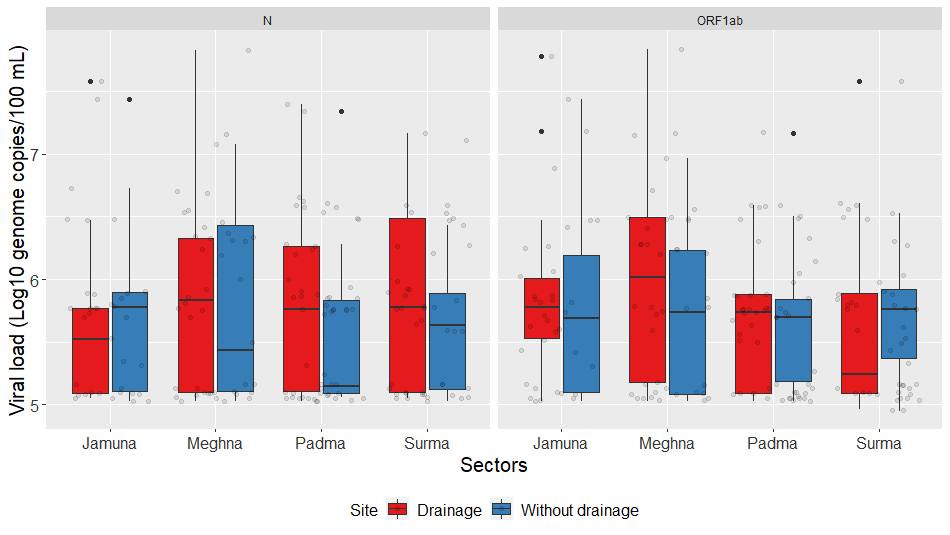 N ORF1ab
Viral load (Log10 genome copies/100 mL)
7
6
5
Jamuna Meghna Padma Surma Jamuna Meghna Padma Surma
Sectors
Site Drainage Without drainage